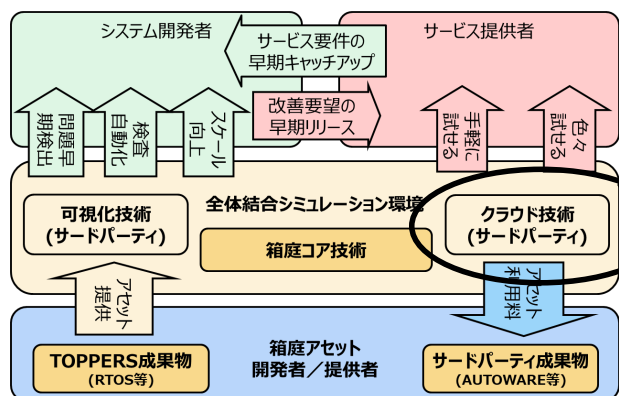 システム開発者
サービス提供者
サービス要件の
早期キャッチアップ
改善要望の
早期リリース
問題早
期検出
検査
自動化
スケール
向上
手軽に
試せる
色々
試せる
全体結合シミュレーション環境
可視化技術
(サードパーティ)
箱庭コア技術
クラウド技術
(サードパーティ)
アセット
提供
アセット
利用料
箱庭アセット
開発者／提供者
TOPPERS成果物
(RTOS等)
サードパーティ成果物
(AUTOWARE等)